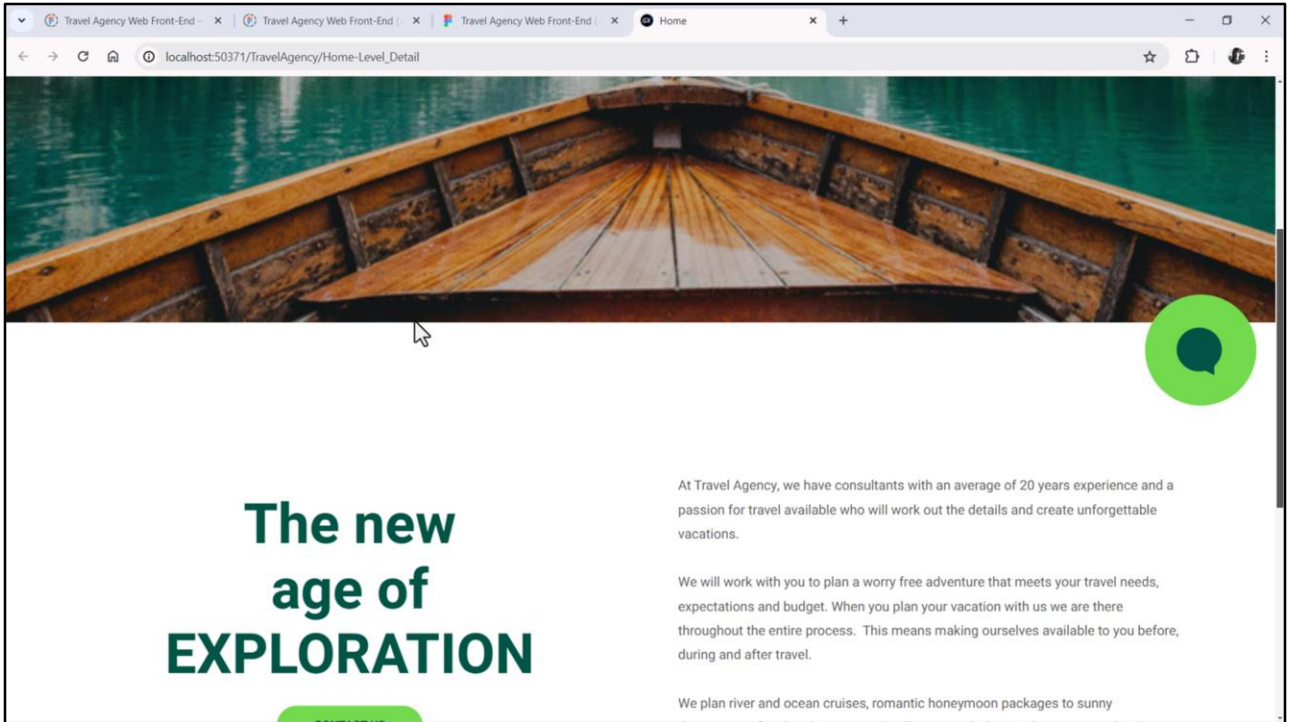 Travel Agency Web Front-End –
Travel Agency Web Front-End (
Travel Agency Web Front-End (
Home
localhost:50371/TravelAgency/Home-Level_Detail
The new
age of
EXPLORATION
At Travel Agency, we have consultants with an average of 20 years experience and a
passion for travel available who will work out the details and create unforgettable
vacations.
We will work with you to plan a worry free adventure that meets your travel needs,
expectations and budget. When you plan your vacation with us we are there
throughout the entire process. This means making ourselves available to you before,
during and after travel.
We plan river and ocean cruises, romantic honeymoon packages to sunny